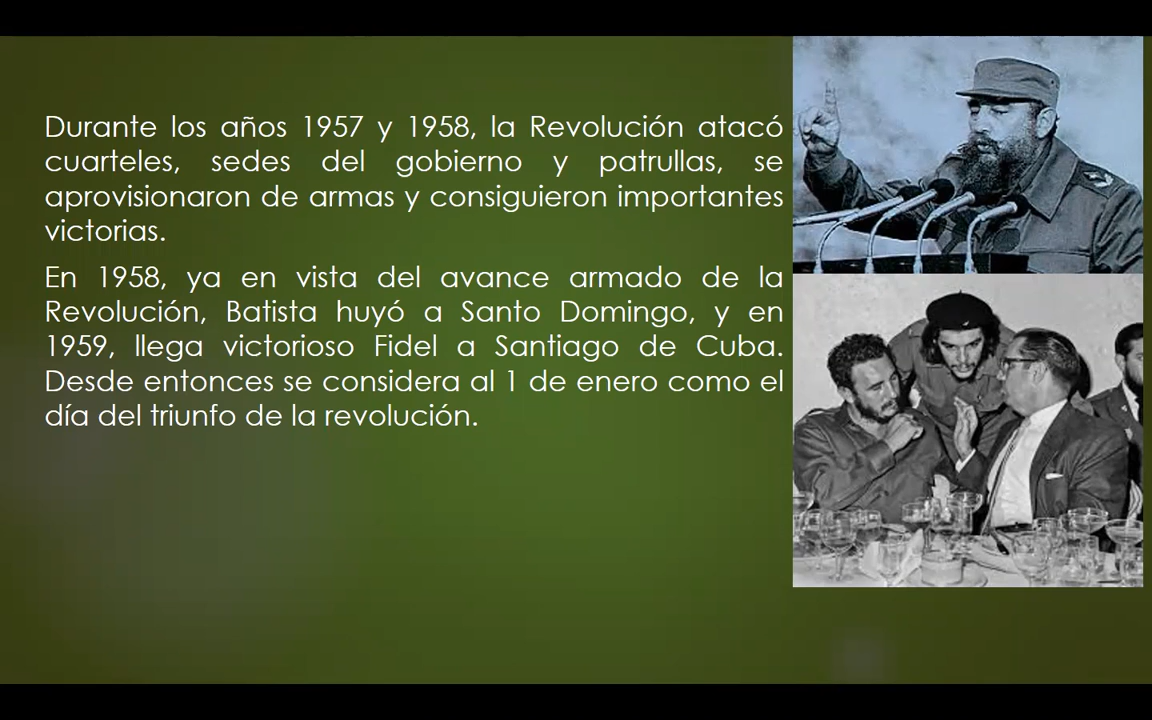 Durante los años 1957 y 1958, la Revolución atacó
cuarteles, sedes del gobierno y patrullas, se
aprovisionaron de armas y consiguieron importantes
victorias.
En 1958, ya en vista del avance armado de la
Revolución, Batista huyó a Santo Domingo, y en
1959, llega victorioso Fidel a Santiago de Cuba.
Desde entonces se considera al 1 de enero como el
día del triunfo de la revolución.